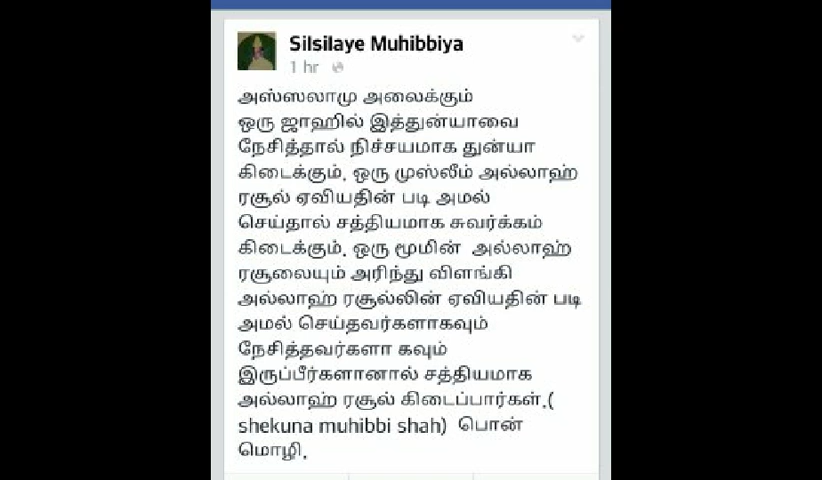 Silsilaye Muhibbiya
1 hr
அஸ்ஸலாமு அலைக்கும்
ஒரு ஜாஹில் இத்துன்யாவை
நேசித்தால் நிச்சயமாக துன்யா
கிடைக்கும். ஒரு முஸ்லீம் அல்லாஹ்
ரசூல் ஏவியதின் படி அமல்
செய்தால் சத்தியமாக சுவர்க்கம்
கிடைக்கும். ஒரு மூமின் அல்லாஹ்
ரசூலையும் அரிந்து விளங்கி
அல்லாஹ் ரசூல்லின் ஏவியதின் படி
அமல் செய்தவர்களாகவும்
நேசித்தவர்களா கவும்
இருப்பீர்களானால் சத்தியமாக
அல்லாஹ் ரசூல் கிடைப்பார்கள்.(
shekuna muhibbi shah) பொன்
மொழி.